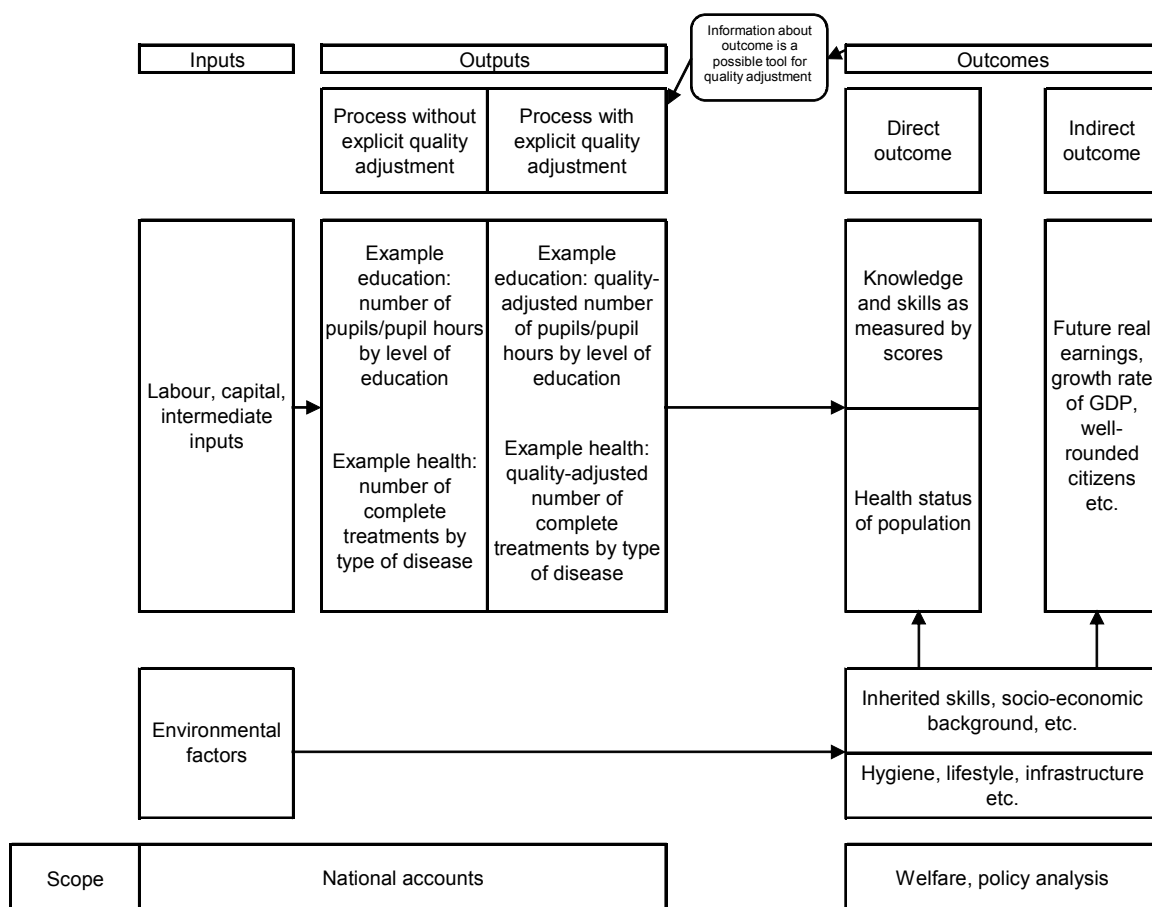 Information about
outcome is a
possible tool for
quality adjustment
Inputs
Outputs
Outcomes
Process without
explicit quality
adjustment
Process with
explicit quality
adjustment
Direct
outcome
Indirect
outcome
Labour, capital,
intermediate
inputs
Example
education:
number of
pupils/pupil hours
by level of
education
Example health:
number of
complete
treatments by
type of disease
Example
education: quality-
adjusted number
of pupils/pupil
hours by level of
education
Example health:
quality-adjusted
number of
complete
treatments by type
of disease
Knowledge
and skills as
measured by
scores
Health status
of population
Future real
earnings,
growth rate
of GDP,
well-
rounded
citizens
etc.
Environmental
factors
Inherited skills, socio-economic
background, etc.
Hygiene, lifestyle, infrastructure
etc.
Scope
National accounts
Welfare, policy analysis